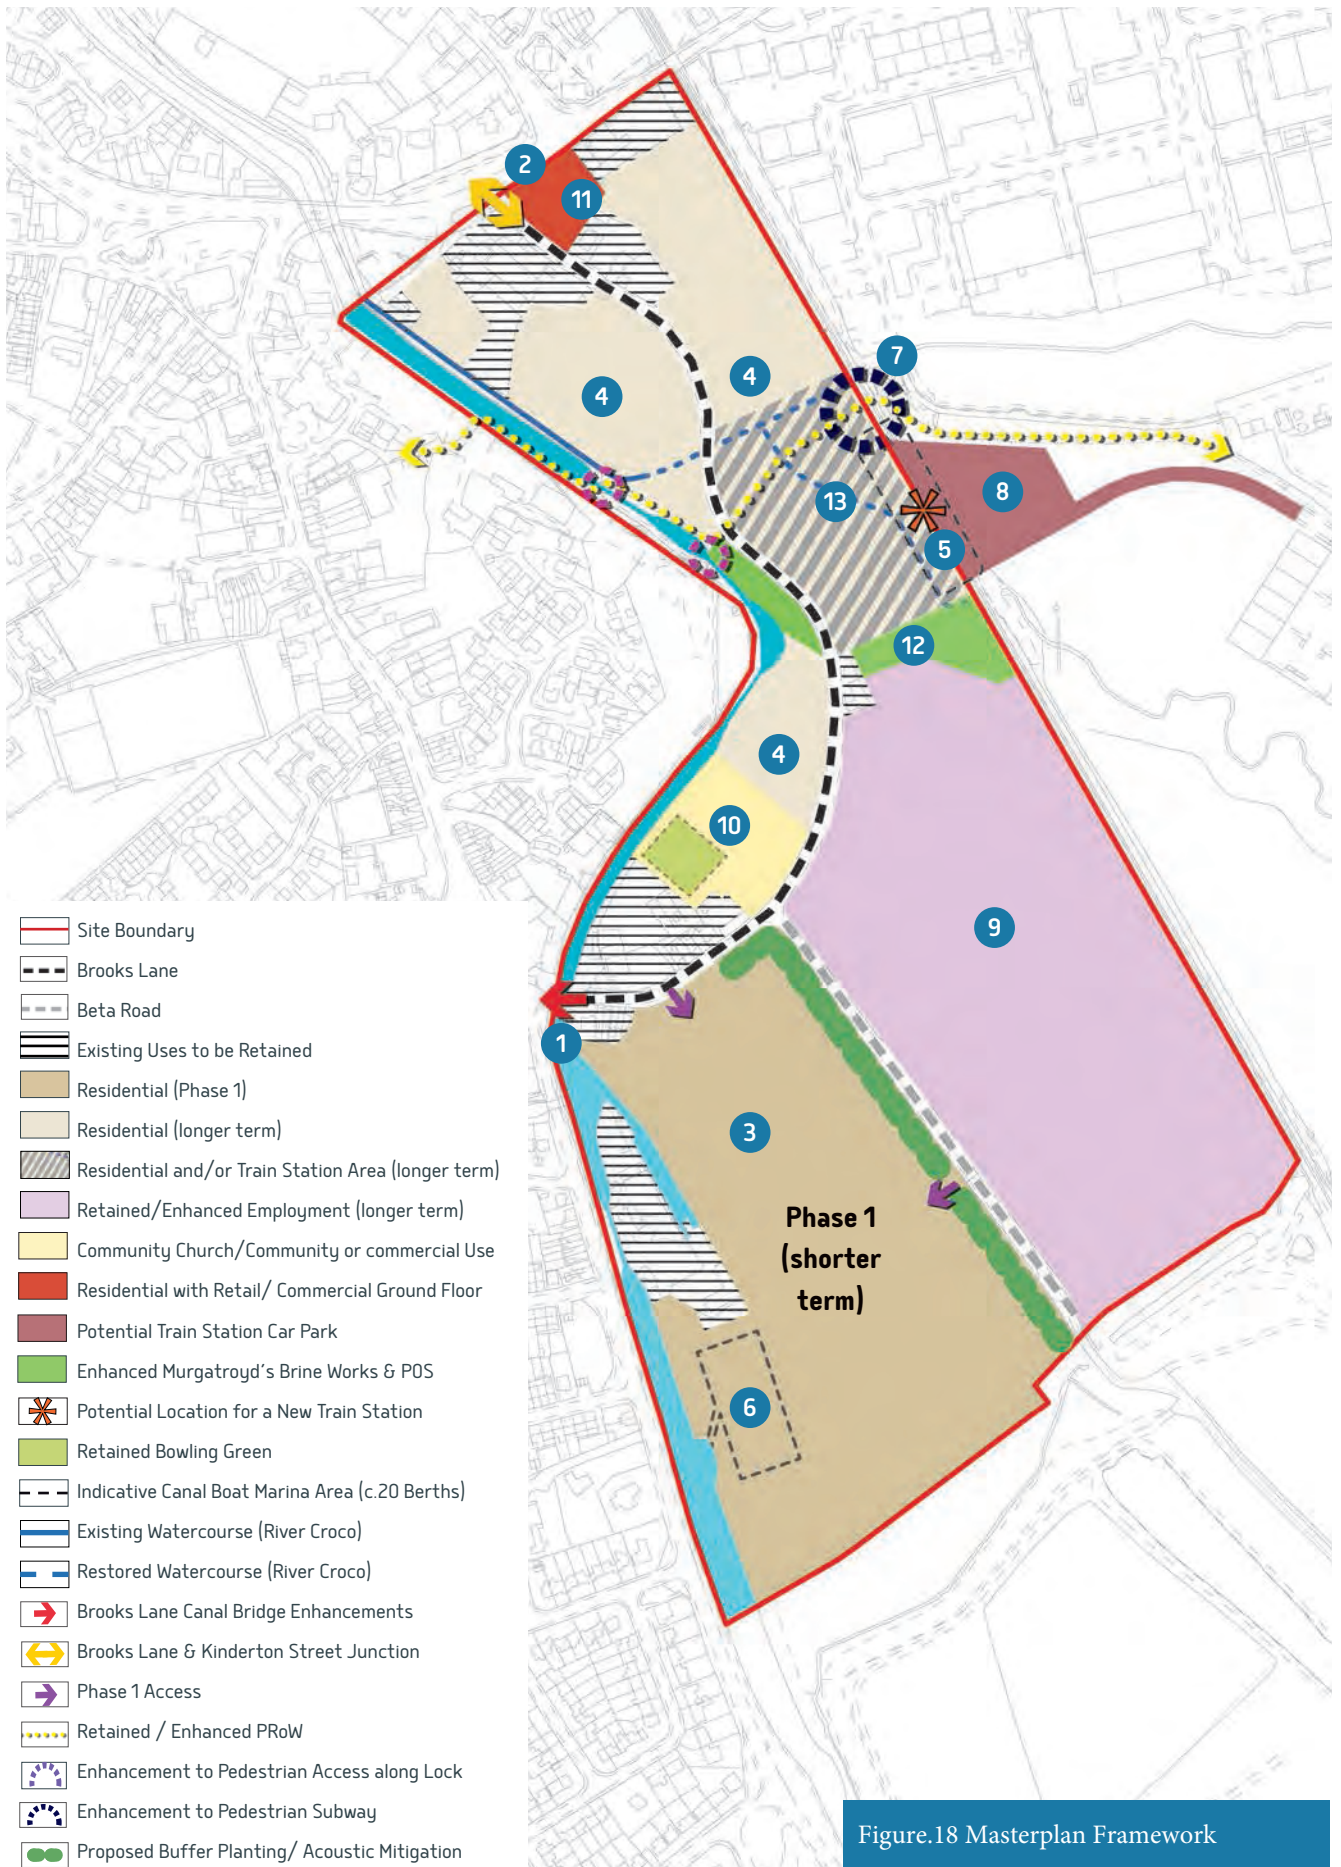 2
11
7
4
4
8
13
5
12
4
10
9
1
3
Phase 1
(shorter
term)
6
Site Boundary
Brooks Lane
Beta Road
Existing Uses to be Retained
Residential (Phase 1)
Residential (longer term)
Residential and/or Train Station Area (longer term)
Retained/Enhanced Employment (longer term)
Community Church/Community or commercial Use
Residential with Retail/ Commercial Ground Floor
Potential Train Station Car Park
Enhanced Murgatroyd's Brine Works & POS
Potential Location for a New Train Station
Retained Bowling Green
Indicative Canal Boat Marina Area (c.20 Berths)
Existing Watercourse (River Croco)
Restored Watercourse (River Croco)
Brooks Lane Canal Bridge Enhancements
Brooks Lane & Kinderton Street Junction
Phase 1 Access
Retained / Enhanced PRoW
Enhancement to Pedestrian Access along Lock
Enhancement to Pedestrian Subway
Proposed Buffer Planting/ Acoustic Mitigation
Figure.18 Masterplan Framework